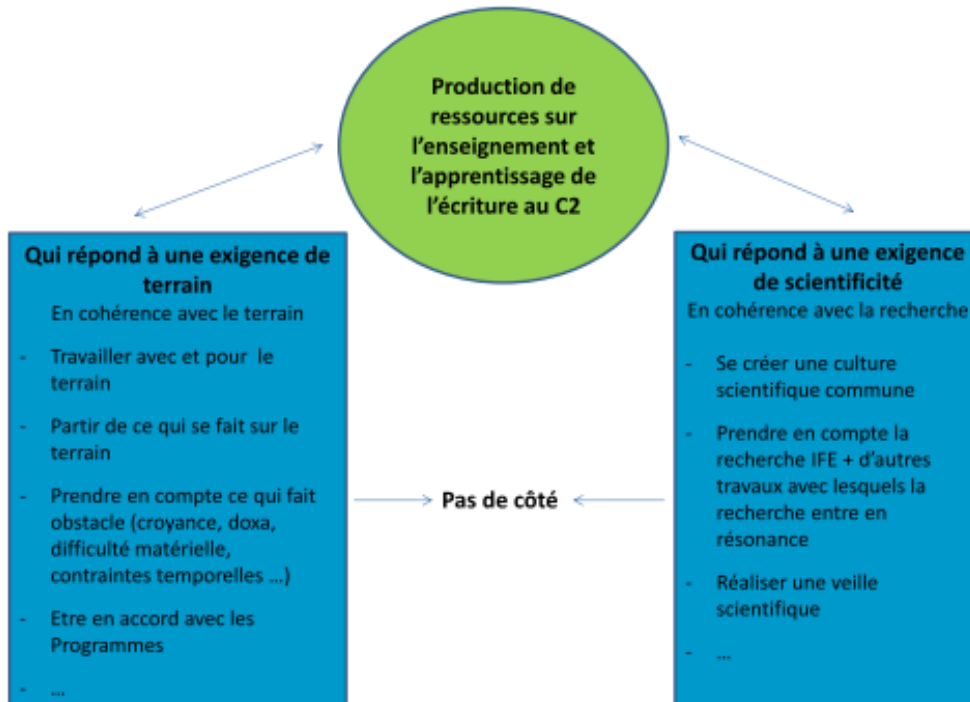 Production de
ressources sur
l'enseignement et
l'apprentissage de
l'écriture au C2
Qui répond à une exigence de
terrain
En cohérence avec le terrain
- Travailler avec et pour le
terrain
- Partir de ce qui se fait sur le
terrain
- Prendre en compte ce qui fait
obstacle (croyance, doxa,
difficulté matérielle,
contraintes temporelles ...)
- Etre en accord avec les
Programmes
- ...
Pas de côté
Qui répond à une exigence
de scientificité
En cohérence avec la recherche
- Se créer une culture
scientifique commune
- Prendre en compte la
recherche IFE + d'autres
travaux avec lesquels la
recherche entre en
résonance
- Réaliser une veille
scientifique
- ...